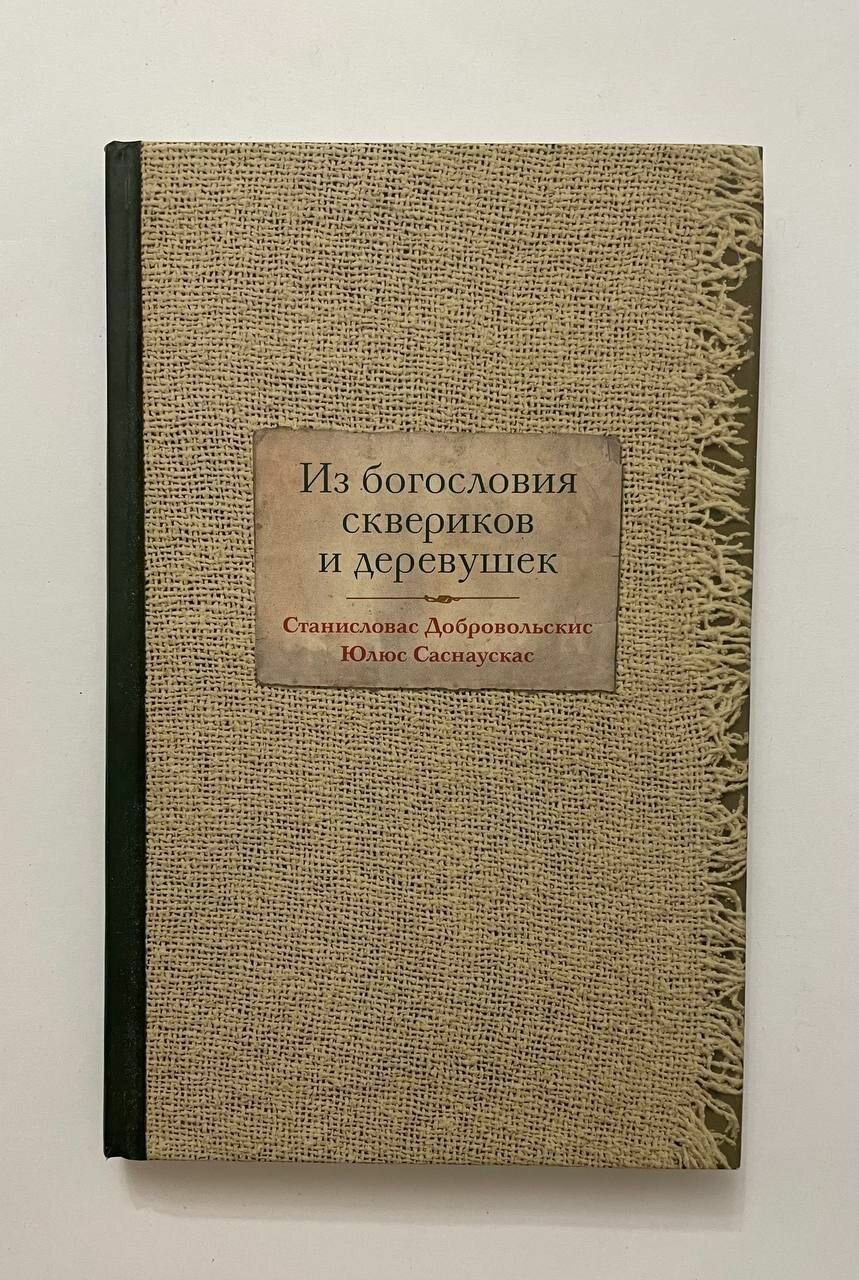 Из богословия
сквериков
и деревушек
Станисловас Добровольскис
Юлюс Саснаускас